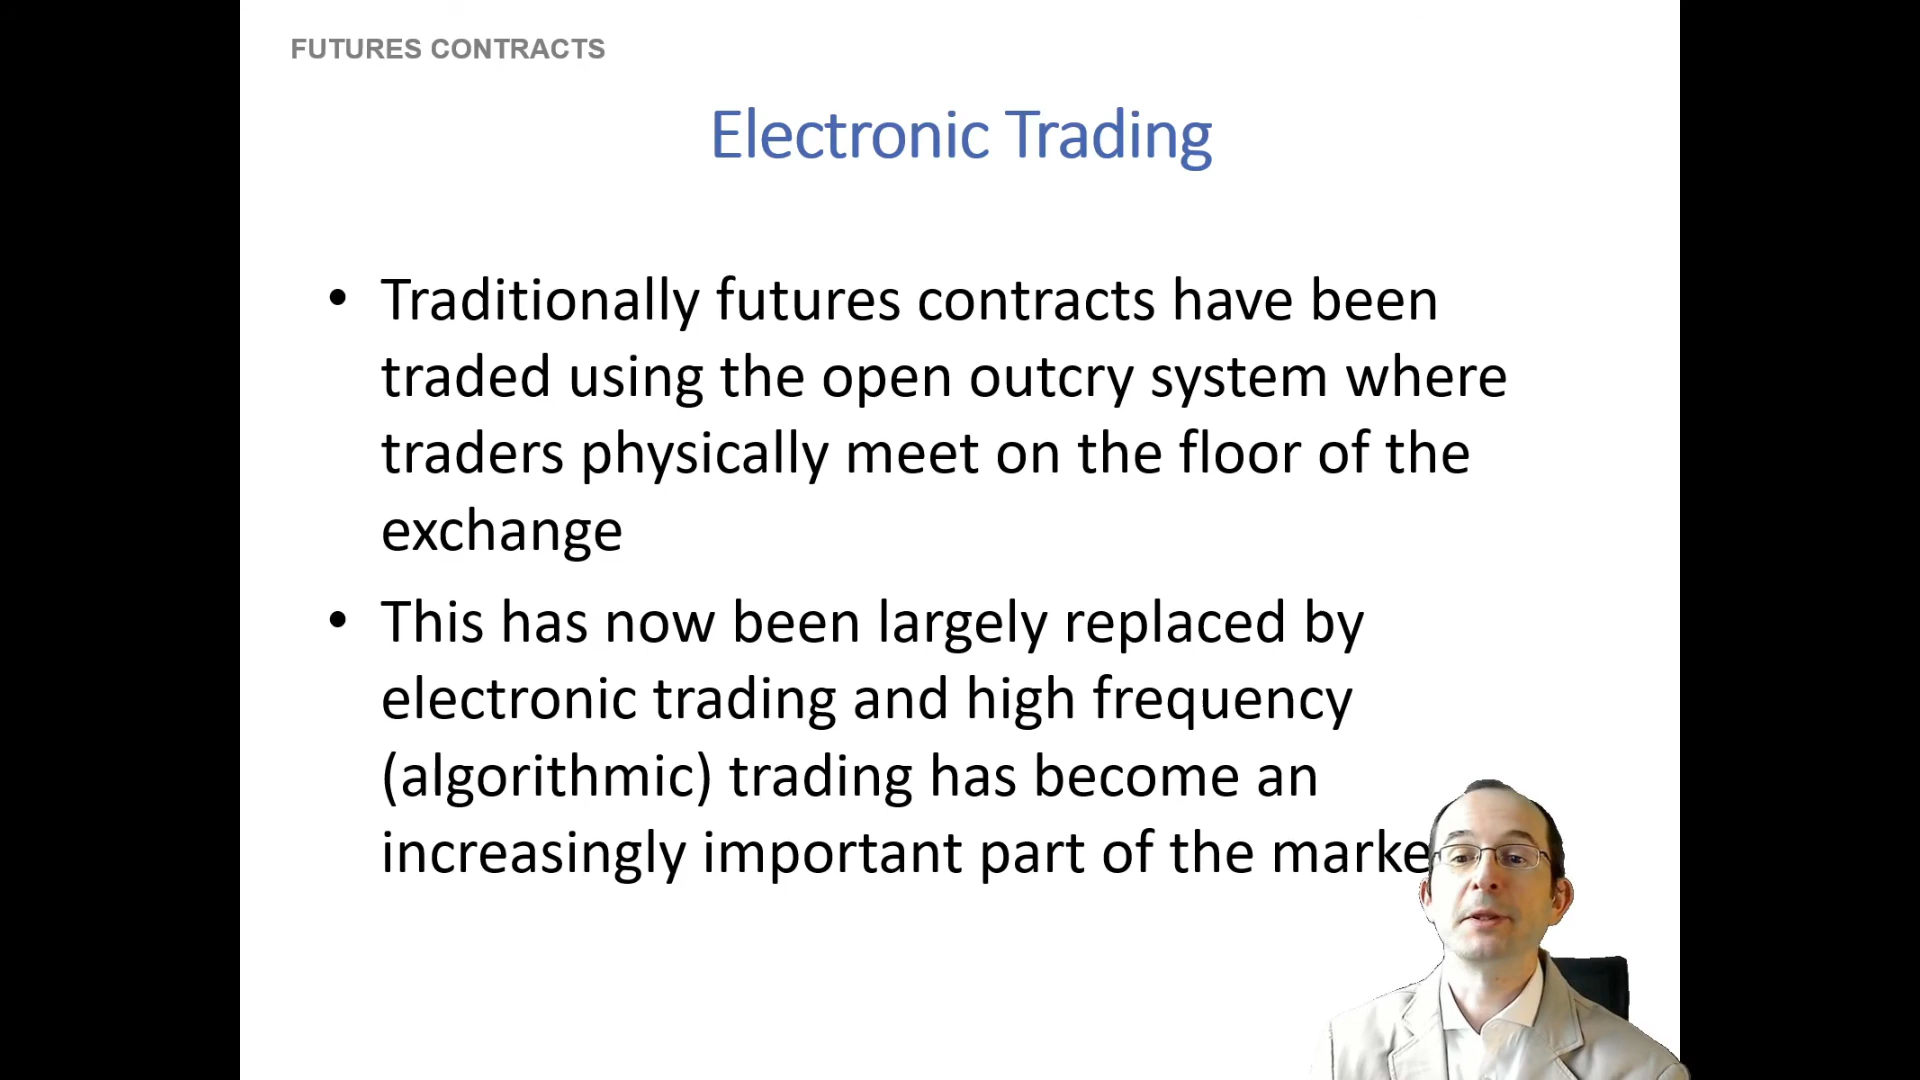 FUTURES CONTRACTS
Electronic Trading
• Traditionally futures contracts have been
traded using the open outcry system where
traders physically meet on the floor of the
exchange
• This has now been largely replaced by
electronic trading and high frequency
(algorithmic) trading has become an
increasingly important part of the marke